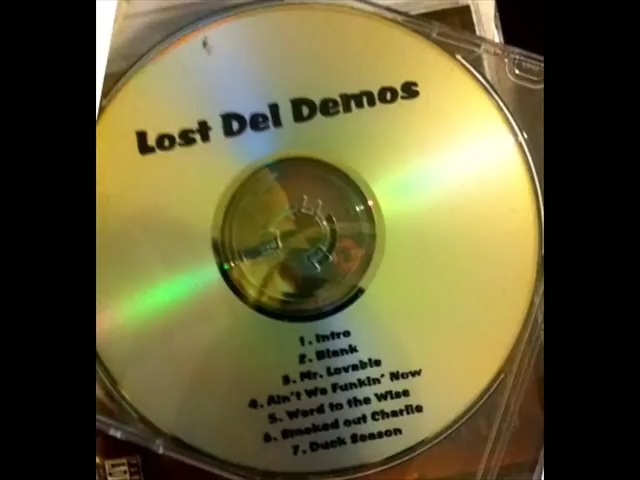 Lost Del Demos
1. Intro
2. Blank
3. Mr. Lovable
4. Ain't We Funkin' Now
5. Word to the Wise
6. Smoked out Charlie
7. Duck Season